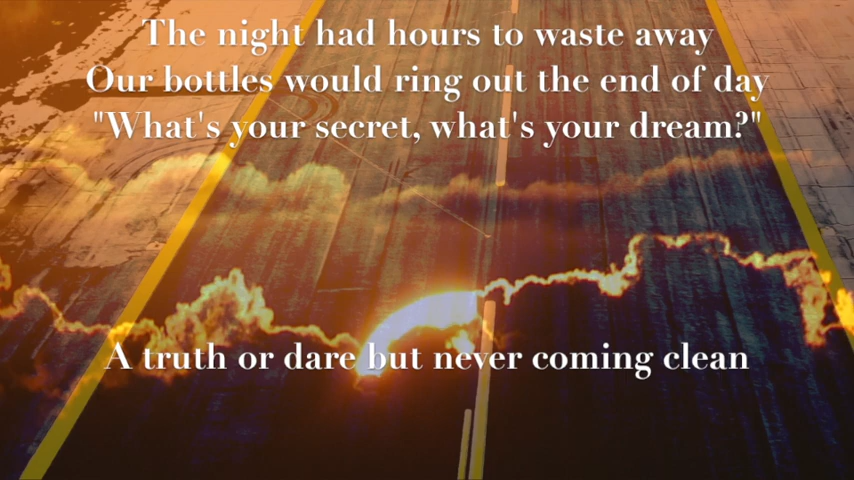 The night had hours to waste away
Our bottles would ring out the end of day
"What's your secret, what's your dream?"
A truth or dare but never coming clean